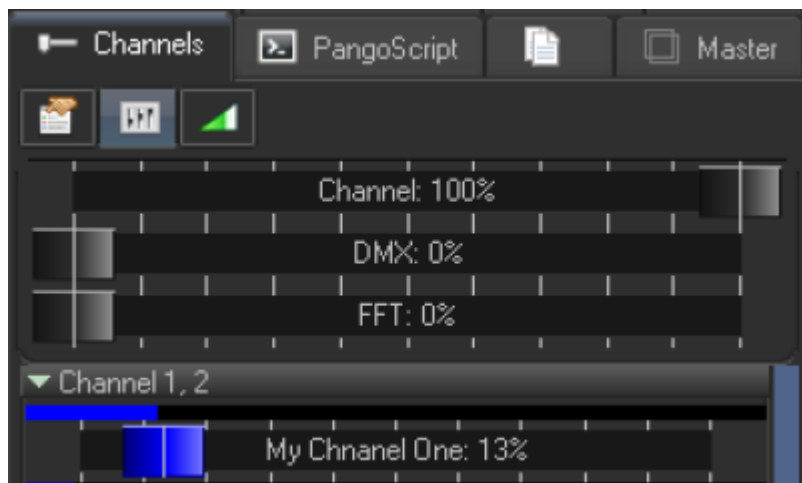 Channels PangoScript Master
Channel: 100%
DMX: 0%
FFT: 0%
Channel 1, 2
My Chnanel One: 13%